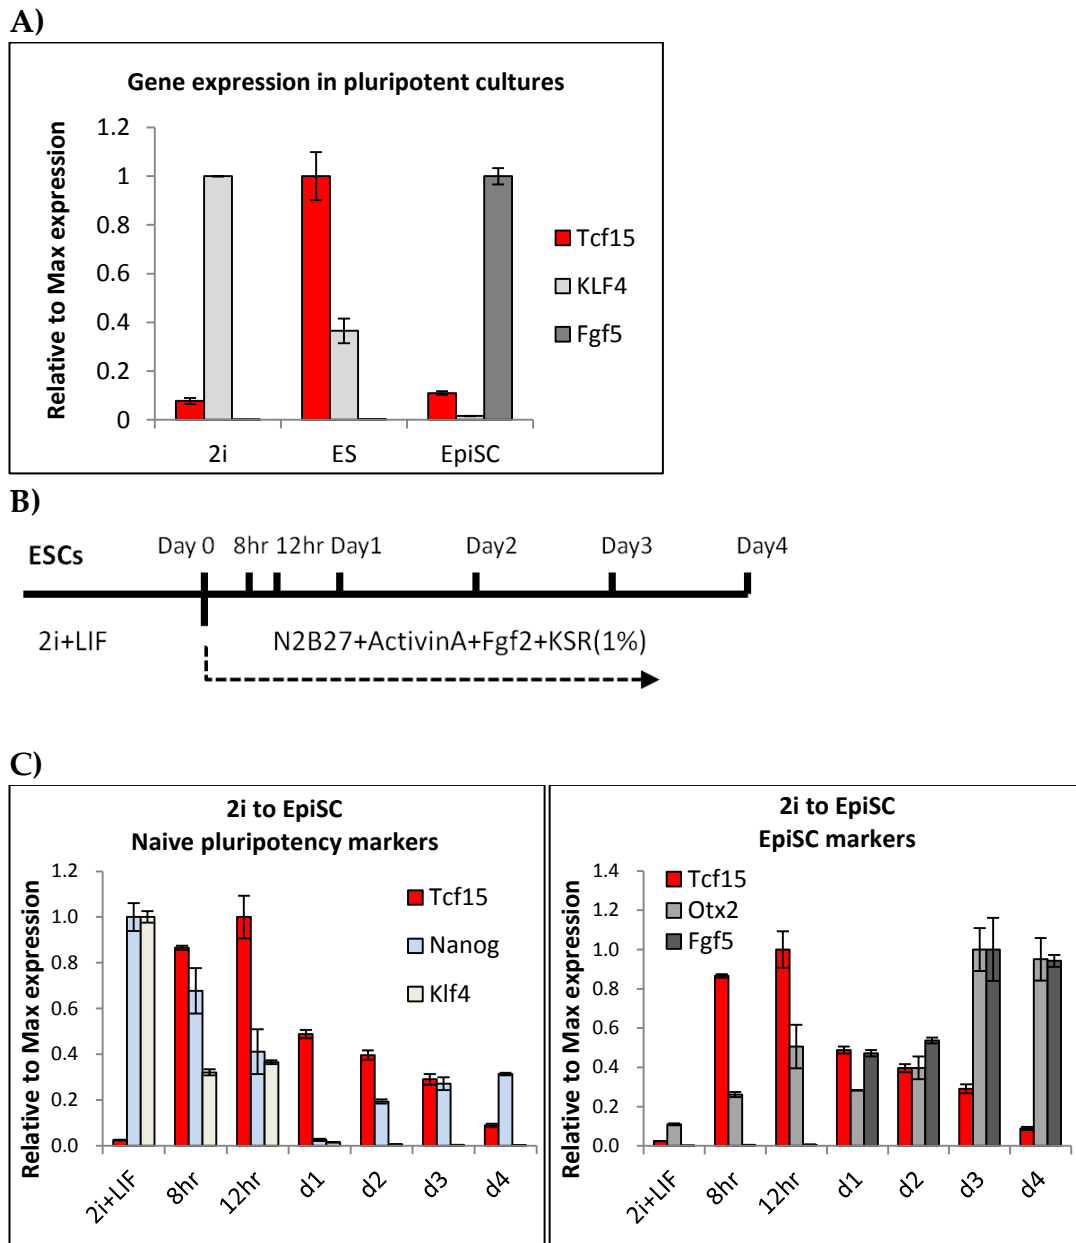 A)
Gene expression in pluripotent cultures
Relative to Max expression
1.2
1
0.8
0.6
0.4
0.2
0
2i
ES
EpiSC
Tcf15
KLF4
Fgf5
B)
ESCs
Day 0
8hr
12hr
Day1
Day2
Day3
Day4
2i+LIF
N2B27+ActivinA+Fgf2+KSR(1%)
C)
2i to EpiSC
Naive pluripotency markers
Relative to Max expression
1.2
1.0
0.8
0.6
0.4
0.2
0.0
Tcf15
Nanog
Klf4
2i+LIF
8hr
12hr
d1
d2
d3
d4
2i to EpiSC
EpiSC markers
Relative to Max expression
1.4
1.2
1.0
0.8
0.6
0.4
0.2
0.0
Tcf15
Otx2
Fgf5
2i+LIF
8hr
12hr
d1
d2
d3
d4